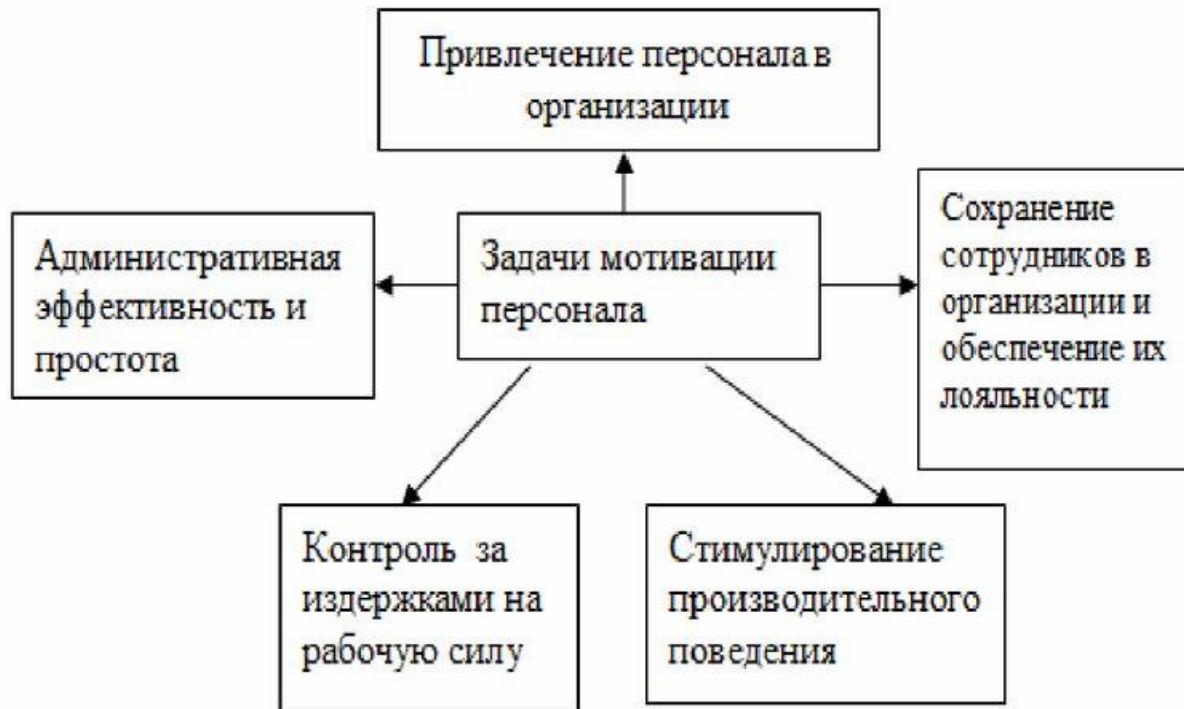 Привлечение персонала в
организации
Административная
эффективность и
простота
Задачи мотивации
персонала
Сохранение
сотрудников в
организации и
обеспечение их
лояльности
Контроль за
издержками на
рабочую силу
Стимулирование
производительного
поведения